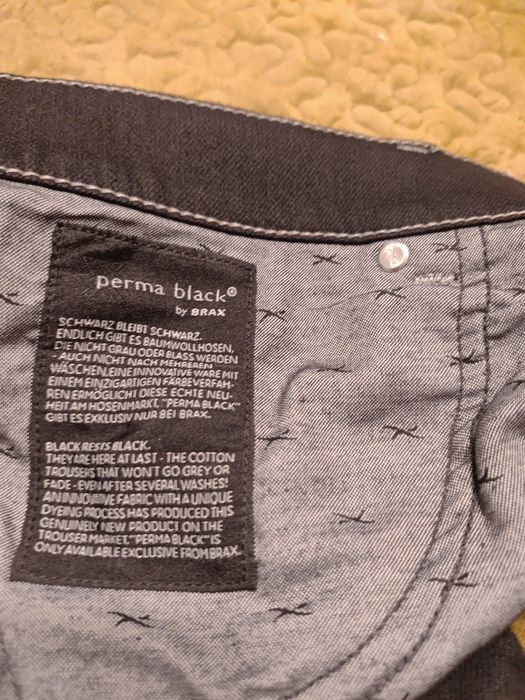 perma black®
by BRAX
SCHWARZ BLEIBT SCHWARZ.
ENDLICH GIBT ES BAUMWOLLHOSEN,
DIE NICHT GRAU ODER BLASS WERDEN
- AUCH NICHT NACH MEHREREN
WÄSCHEN, EINE INNOVATIVE WARE MIT
EINEM EINZIGARTIGEN FÄRBEVERFAH-
REN ERMÖGLICHT DIESE ECHTE NEU-
HEIT AM HOSENMARKT, "PERMA BLACK"
GIBT ES EXKLUSIV NUR BEI BRAX.
BLACK RESTS BLACK.
THEY ARE HERE AT LAST - THE COTTON
TROUSERS THAT WON'T GO GREY OR
FADE - EVEN AFTER SEVERAL WASHES!
AN INNOVATIVE FABRIC WITH A UNIQUE
DYEING PROCESS HAS PRODUCED THIS
GENUINELY NEW PRODUCT ON THE
TROUSER MARKET, "PERMA BLACK" IS
ONLY AVAILABLE EXCLUSIVE FROM BRAX.